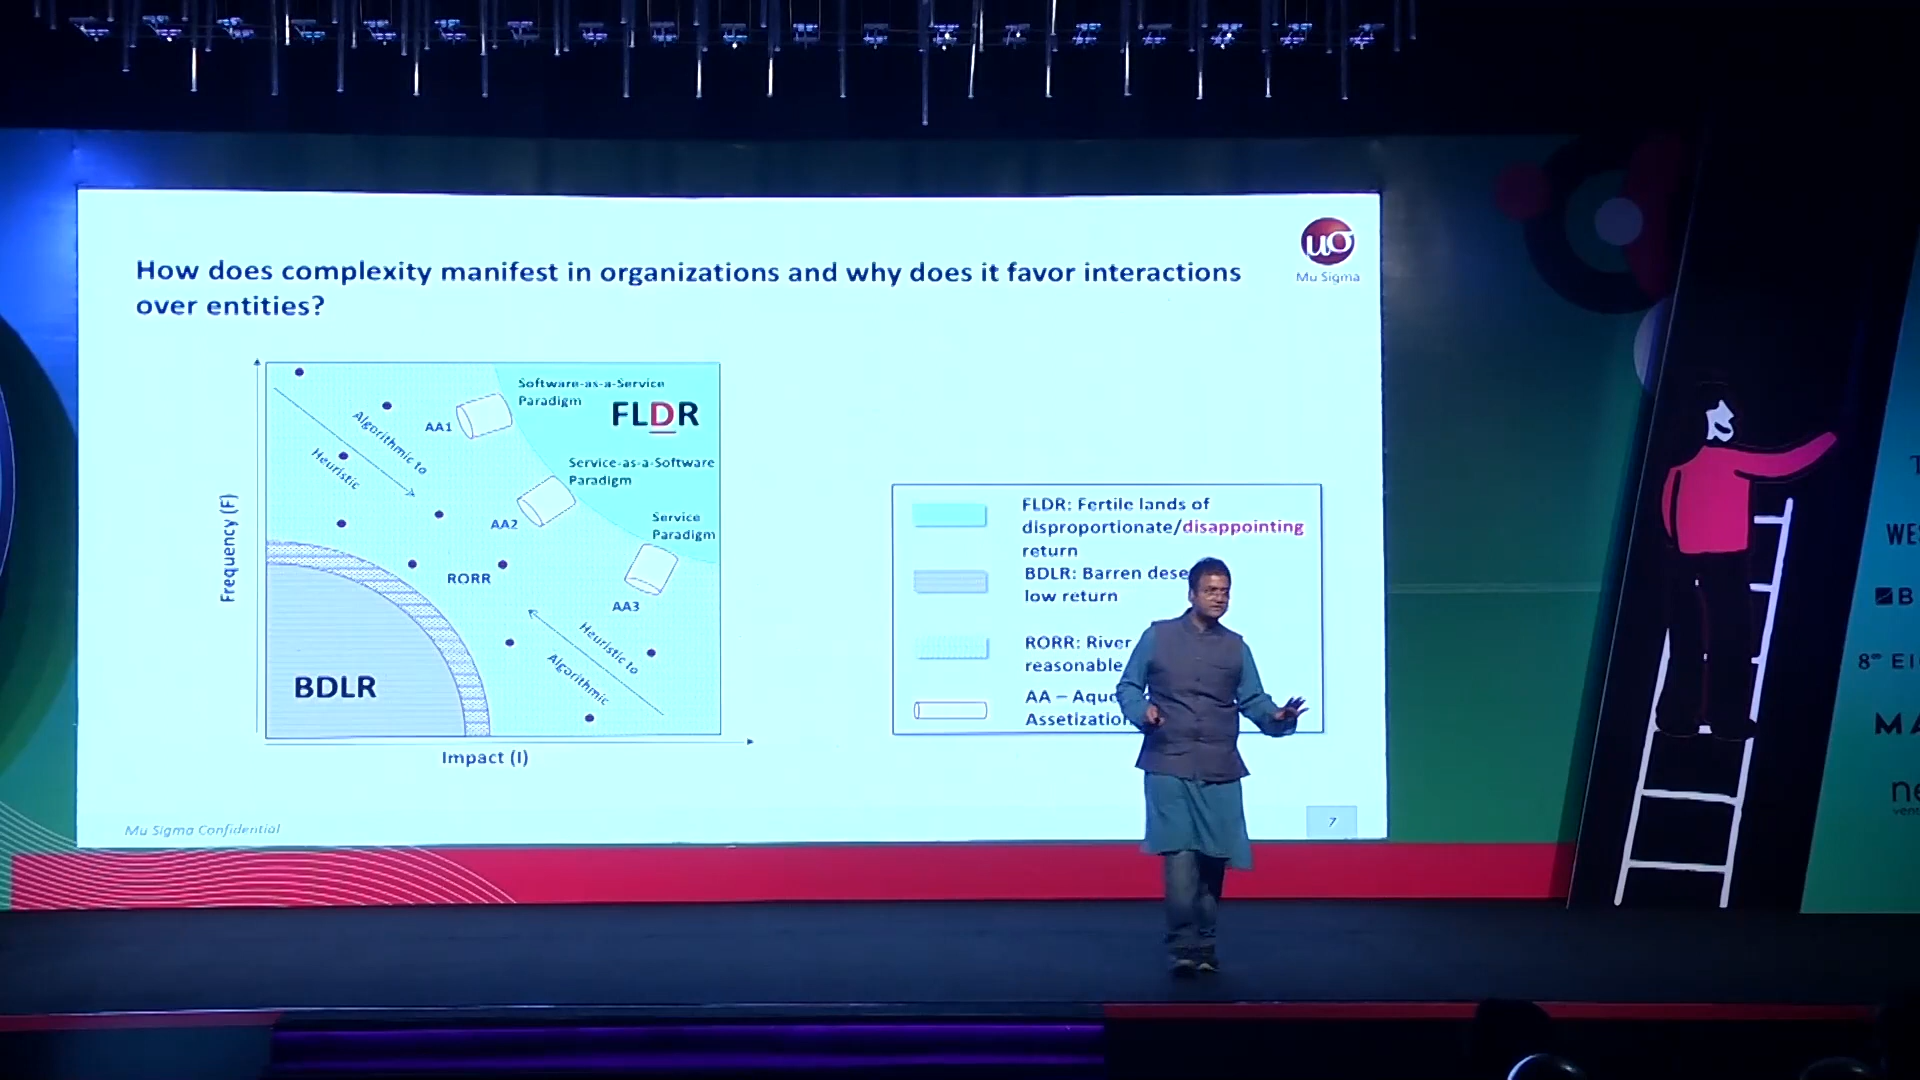 How does complexity manifest in organizations and why does it favor interactions
over entities?
μσ
Mu Sigma
Software-as-a-Service
Paradigm
FLDR
AA1
Algorithmic to
Heuristic
Service-as-a-Software
Paradigm
AA2
Service
Paradigm
Frequency (F)
RORR
AA3
Heuristic to
Algorithmic
BDLR
Impact (I)
FLDR: Fertile lands of
disproportionate/disappointing
return
BDLR: Barren
low return
RORR: River
reasonable
AA –
Mu Sigma Confidential
7